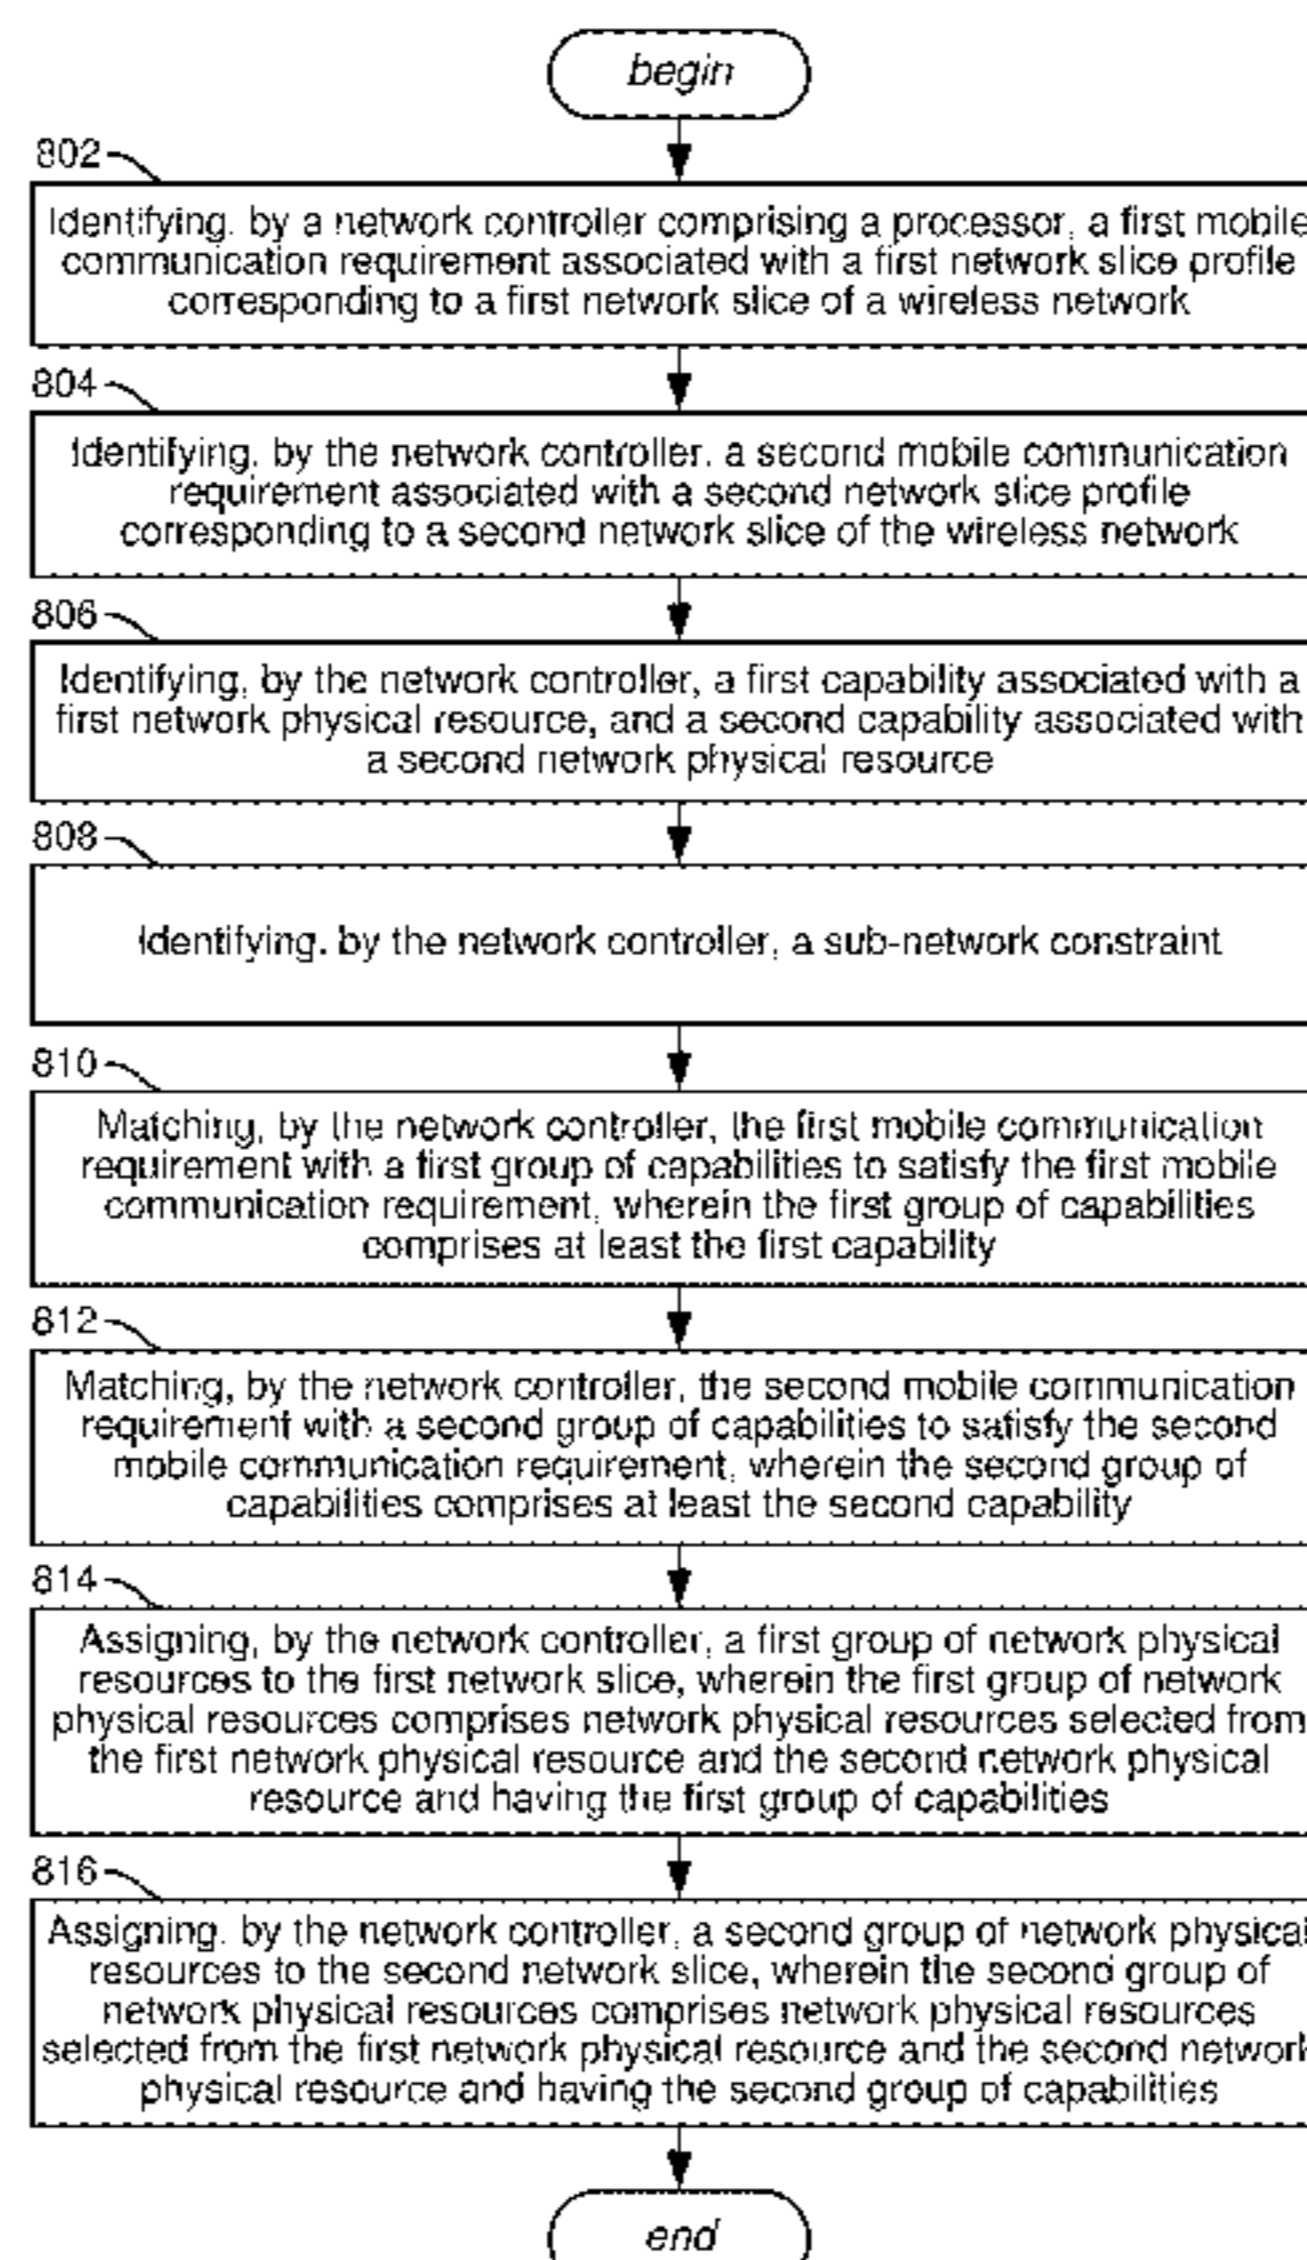 begin
802
Identifying, by a network controller comprising a processor, a first mobile
communication requirement associated with a first network slice profile
corresponding to a first network slice of a wireless network
804
Identifying, by the network controller, a second mobile communication
requirement associated with a second network slice profile
corresponding to a second network slice of the wireless network
806
Identifying, by the network controller, a first capability associated with a
first network physical resource, and a second capability associated with
a second network physical resource
808
Identifying, by the network controller, a sub-network constraint
810
Matching, by the network controller, the first mobile communication
requirement with a first group of capabilities to satisfy the first mobile
communication requirement, wherein the first group of capabilities
comprises at least the first capability
812
Matching, by the network controller, the second mobile communication
requirement with a second group of capabilities to satisfy the second
mobile communication requirement, wherein the second group of
capabilities comprises at least the second capability
814
Assigning, by the network controller, a first group of network physical
resources to the first network slice, wherein the first group of network
physical resources comprises network physical resources selected from
the first network physical resource and the second network physical
resource and having the first group of capabilities
816
Assigning, by the network controller, a second group of network physical
resources to the second network slice, wherein the second group of
network physical resources comprises network physical resources
selected from the first network physical resource and the second network
physical resource and having the second group of capabilities
end